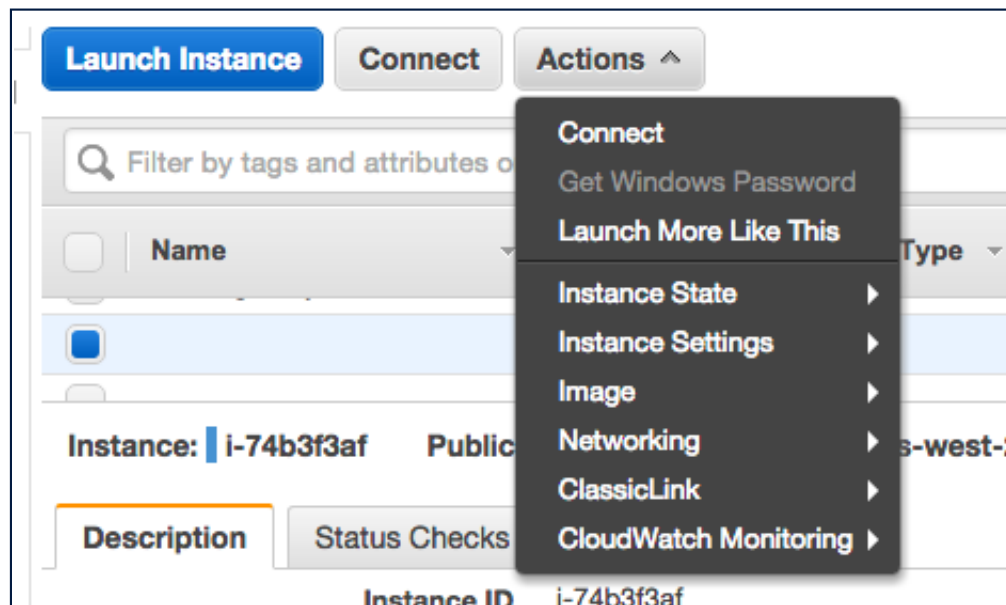 Launch Instance Connect Actions
Filter by tags and attributes o
Connect
Get Windows Password
Launch More Like This
Name Type
Instance State
Instance Settings
Image
Networking
ClassicLink
CloudWatch Monitoring
Instance: i-74b3f3af Public s-west-
Description Status Checks
Instance ID i-74b3f3af